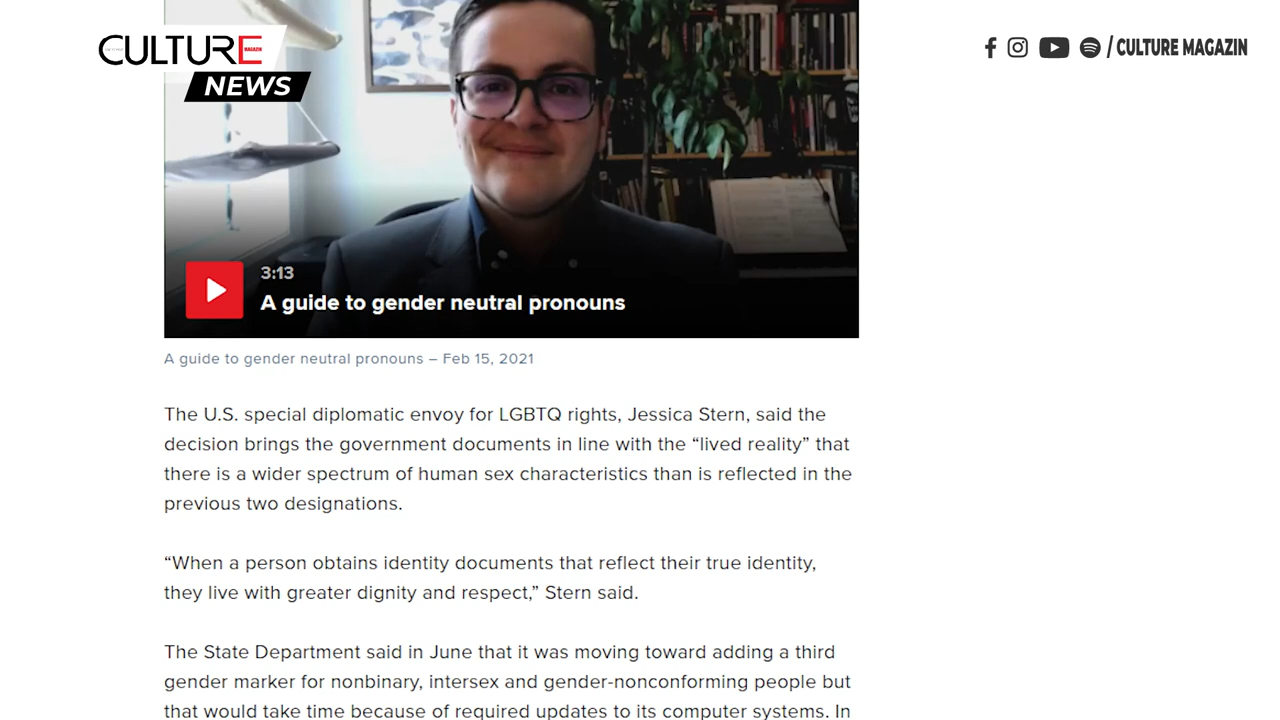 CULTURE MAGAZIN
NEWS
/ CULTURE MAGAZIN
3:13
A guide to gender neutral pronouns
A guide to gender neutral pronouns – Feb 15, 2021
The U.S. special diplomatic envoy for LGBTQ rights, Jessica Stern, said the
decision brings the government documents in line with the “lived reality” that
there is a wider spectrum of human sex characteristics than is reflected in the
previous two designations.
“When a person obtains identity documents that reflect their true identity,
they live with greater dignity and respect,” Stern said.
The State Department said in June that it was moving toward adding a third
gender marker for nonbinary, intersex and gender-nonconforming people but
that would take time because of required updates to its computer systems. In